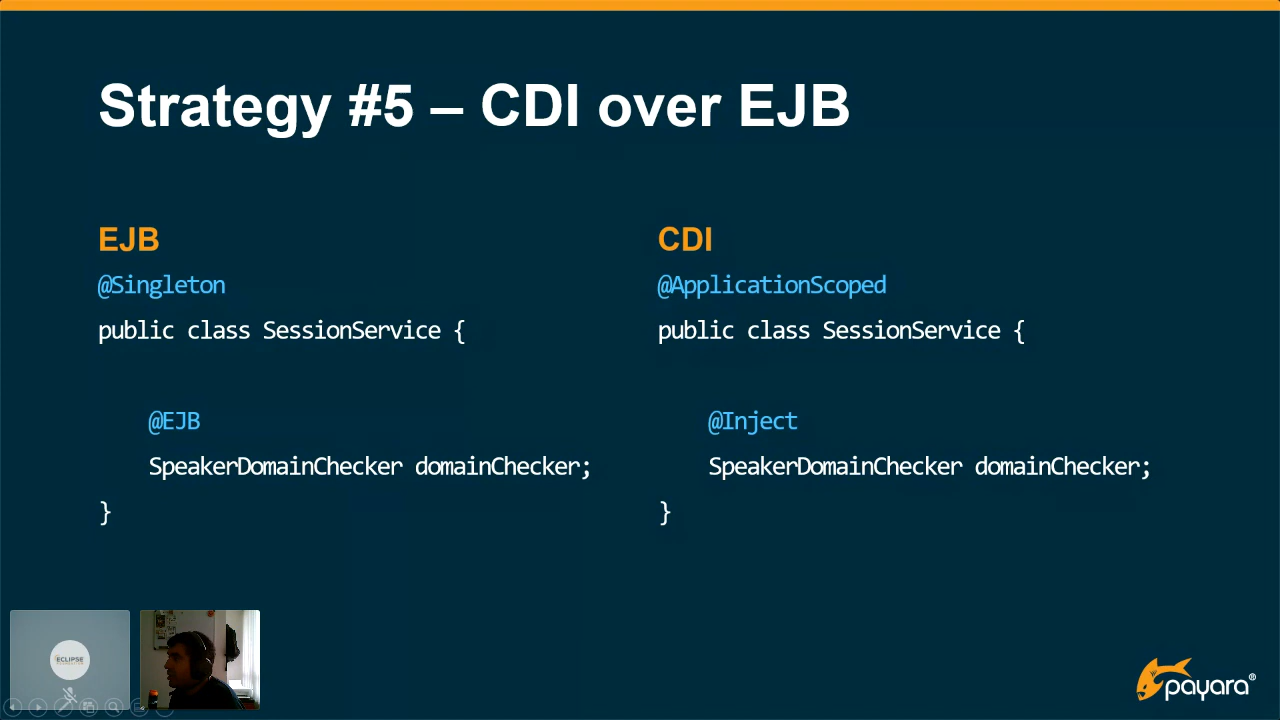 Strategy #5 – CDI over EJB
EJB
@Singleton
public class SessionService {
@EJB
SpeakerDomainChecker domainChecker;
}
CDI
@ApplicationScoped
public class SessionService {
@Inject
SpeakerDomainChecker domainChecker;
}
ECLIPSE
payara®